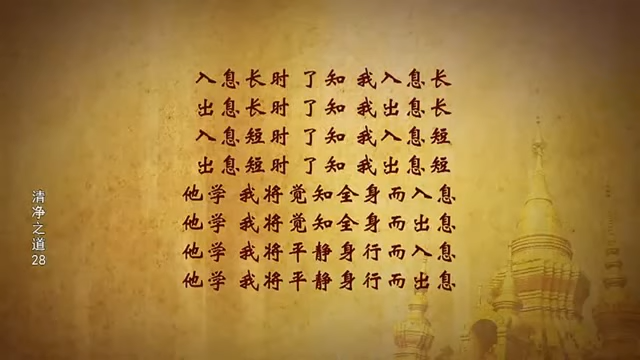 入息长时 了知 我入息长
出息长时 了知 我出息长
入息短时 了知 我入息短
出息短时 了知 我出息短
他学 我将觉知全身而入息
他学 我将觉知全身而出息
他学 我将平静身行而入息
他学 我将平静身行而出息
清净之道28